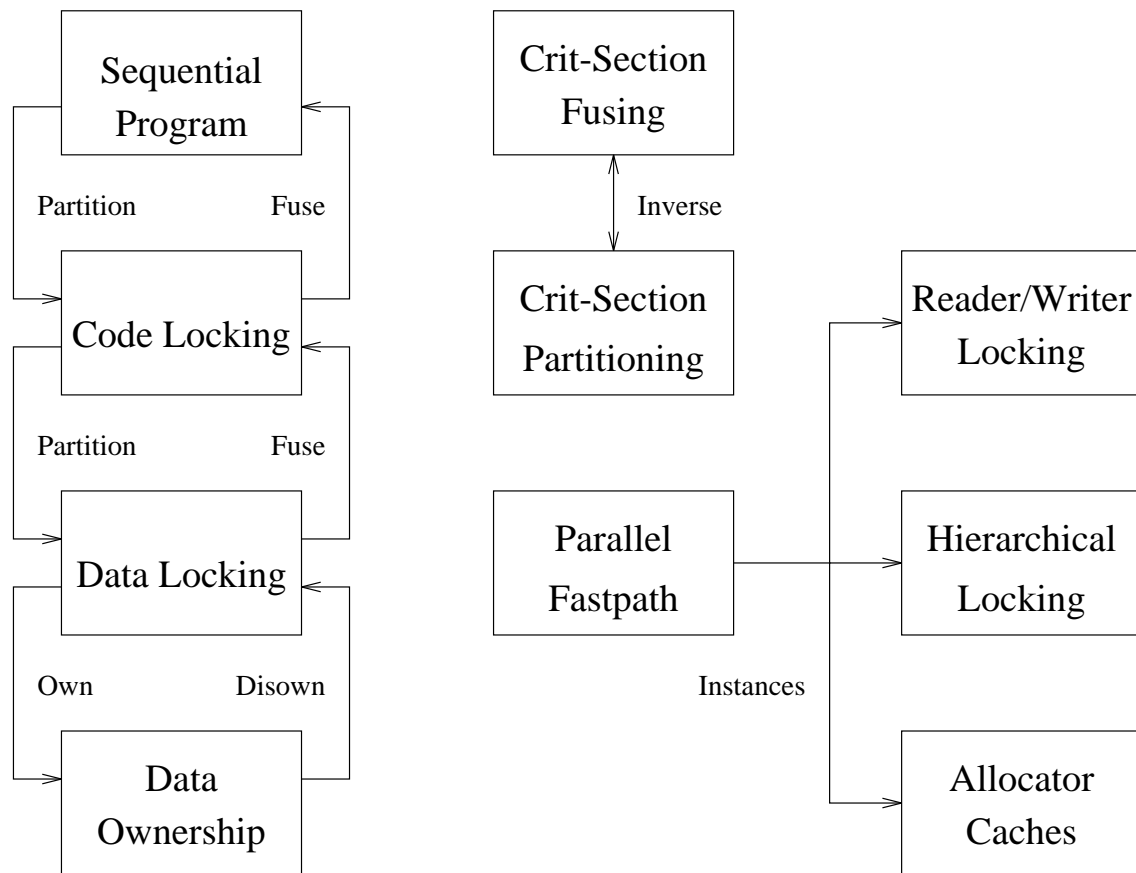 Sequential
Program
Partition
Fuse
Code Locking
Partition
Fuse
Data Locking
Own
Disown
Data
Ownership
Crit-Section
Fusing
Inverse
Crit-Section
Partitioning
Parallel
Fastpath
Instances
Reader/Writer
Locking
Hierarchical
Locking
Allocator
Caches